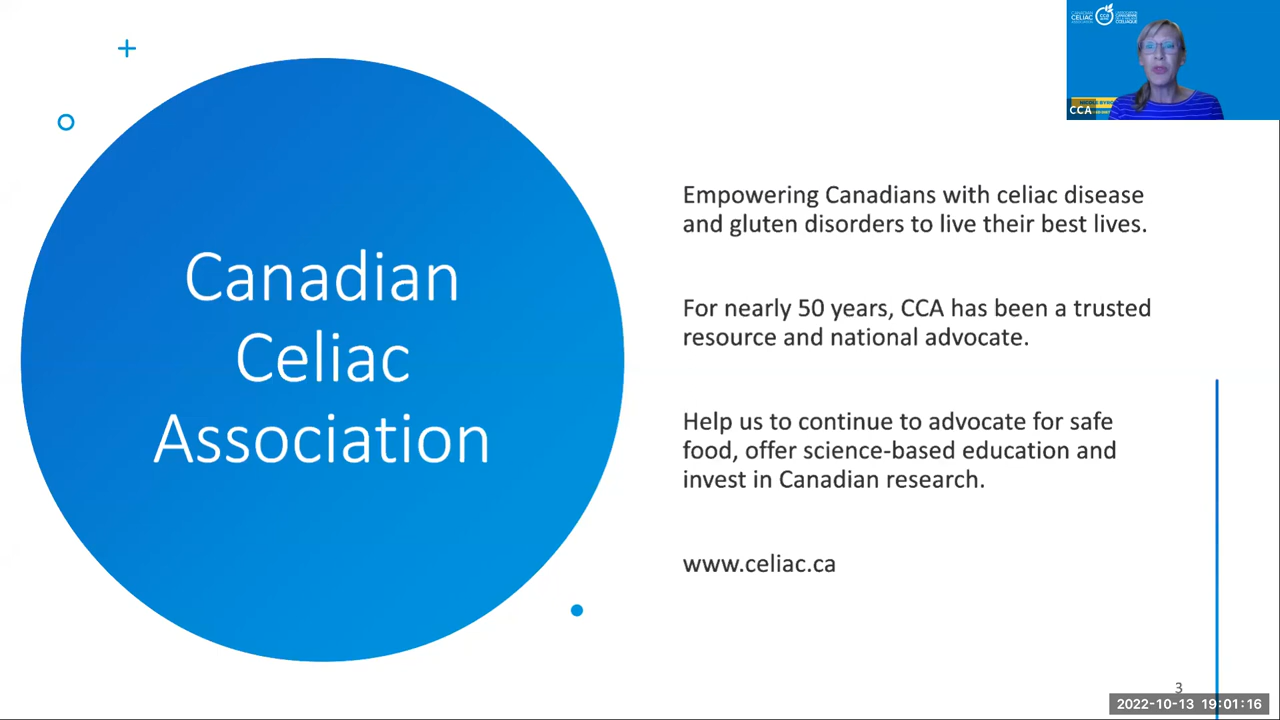 CANADIAN
CELIAC
ASSOCIATION
CCA
Canadian
Celiac
Association
Empowering Canadians with celiac disease
and gluten disorders to live their best lives.
For nearly 50 years, CCA has been a trusted
resource and national advocate.
Help us to continue to advocate for safe
food, offer science-based education and
invest in Canadian research.
www.celiac.ca
3
2022-10-13 19:01:16